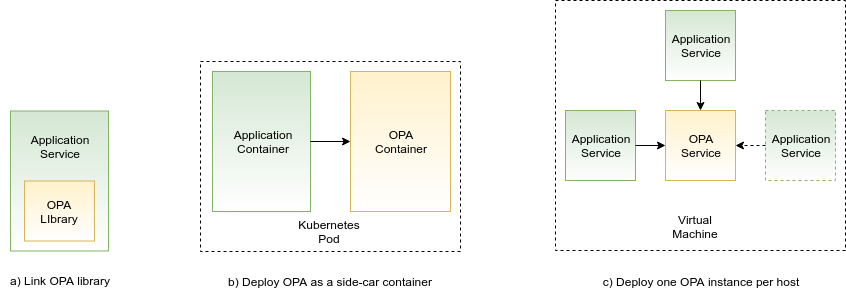 Application
Service
OPA
LIbrary
a) Link OPA library
Application
Container
OPA
Container
Kubernetes
Pod
b) Deploy OPA as a side-car container
Application
Service
Application
Service
OPA
Service
Application
Service
Virtual
Machine
c) Deploy one OPA instance per host